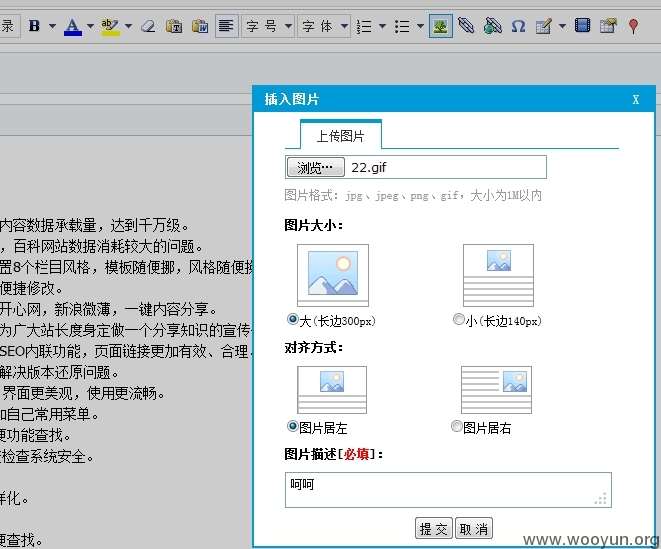 录 B A ab 字 号 字 体 Ω
插入图片 X
上传图片
浏览… 22.gif
图片格式：jpg、jpeg、png、gif，大小为1M以内
内容数据承载量，达到千万级。
图片大小：
，百科网站数据消耗较大的问题。
置8个栏目风格，模板随便挪，风格随便
便捷修改。
开心网，新浪微薄，一键内容分享。
大(长边300px) 小(长边140px)
为广大站长度身定做一个分享知识的宣传
SEO内联功能，页面链接更加有效、合理.
对齐方式：
解决版本还原问题。
界面更美观，使用更流畅。
如自己常用菜单。
图片居左 图片居右
便功能查找。
检查系统安全。
图片描述[必填]：
呵呵
样化。
提 交 取 消
便查找。
www.wooyun.org